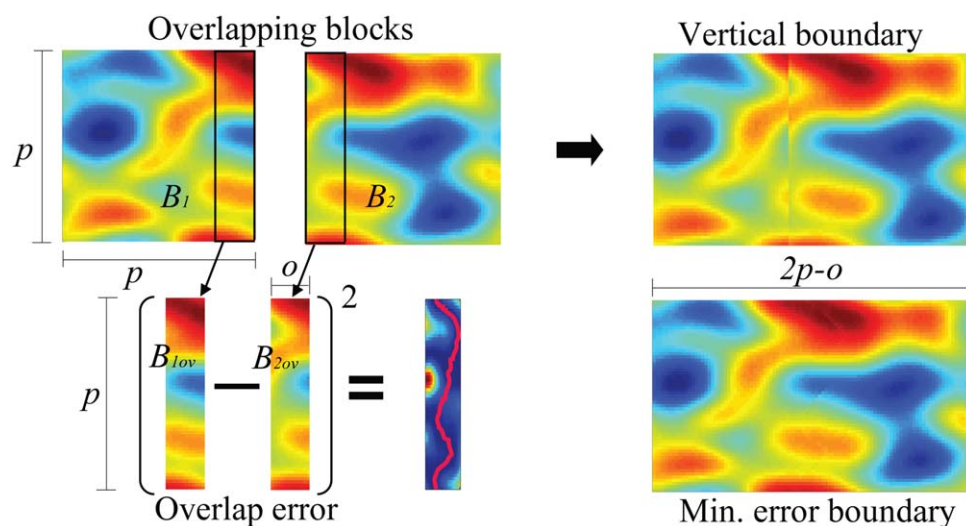 Overlapping blocks
Vertical boundary
p
B1
B2
p
o
2p-o
2
B1ov
B2ov
p
Overlap error
Min. error boundary